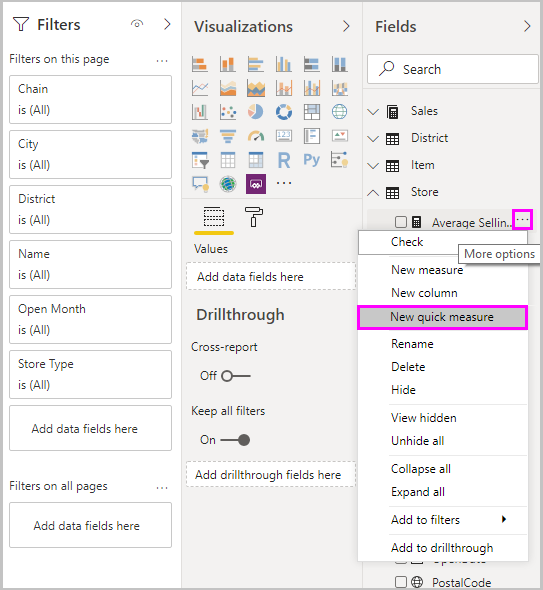 Filters
Filters on this page
...
Chain
is (All)
City
is (All)
District
is (All)
Name
is (All)
Open Month
is (All)
Store Type
is (All)
Add data fields here
Filters on all pages
...
Add data fields here
Visualizations
123
R
Py
...
Values
Add data fields here
Drillthrough
Cross-report
Off
Keep all filters
On
Add drillthrough fields here
Fields
Search
Sales
District
Item
Store
Average Sellin...
...
More options
Check
New measure
New column
New quick measure
Rename
Delete
Hide
View hidden
Unhide all
Collapse all
Expand all
Add to filters
Add to drillthrough
PostalCode